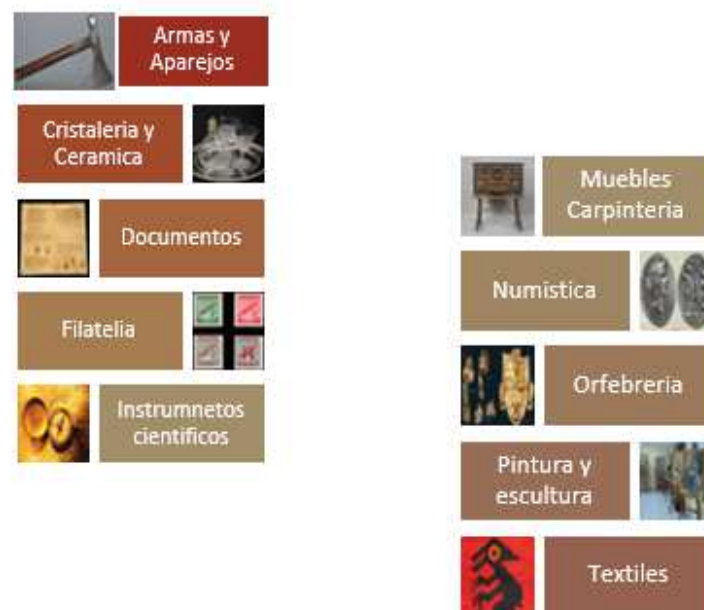 Armas y
Aparejos
Cristaleria y
Ceramica
Documentos
Filatelia
Instrumnetos
cientificos
Muebles
Carpinteria
Numistica
Orfebreria
Pintura y
escultura
Textiles